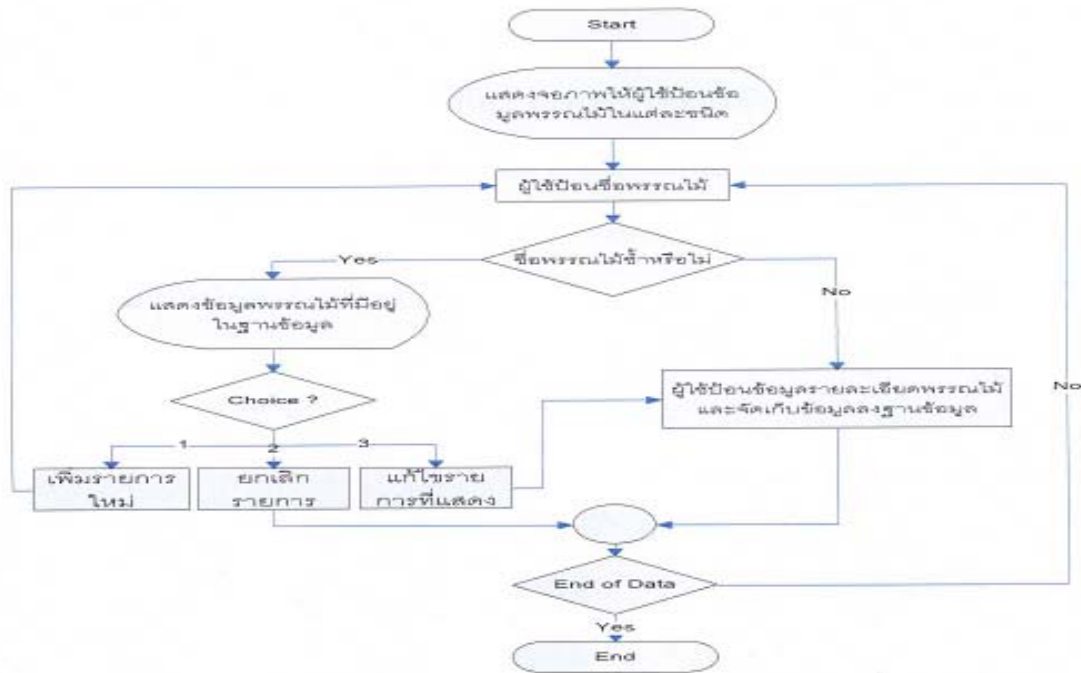 Start
แสดงจอภาพให้ผู้ใช้ป้อนข้อ
มูลพรรณไม้ในแต่ละชนิด
ผู้ใช้ป้อนชื่อพรรณไม้
Yes
ชื่อพรรณไม้ซ้ำหรือไม่
No
แสดงข้อมูลพรรณไม้ที่มีอยู่
ในฐานข้อมูล
Choice ?
ผู้ใช้ป้อนข้อมูลรายละเอียดพรรณไม้
และจัดเก็บข้อมูลลงฐานข้อมูล
No
1
2
3
เพิ่มรายการ
ใหม่
ยกเลิก
รายการ
แก้ไขราย
การที่แสดง
End of Data
Yes
End